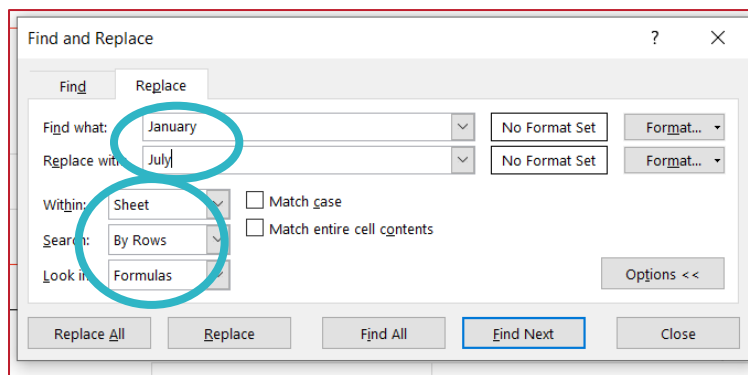 Find and Replace ? ×
Find Replace
Find what: January No Format Set Format...
Replace with: July No Format Set Format...
Within: Sheet Match case
Search: By Rows Match entire cell contents
Look in: Formulas Options <<
Replace All Replace Find All Find Next Close